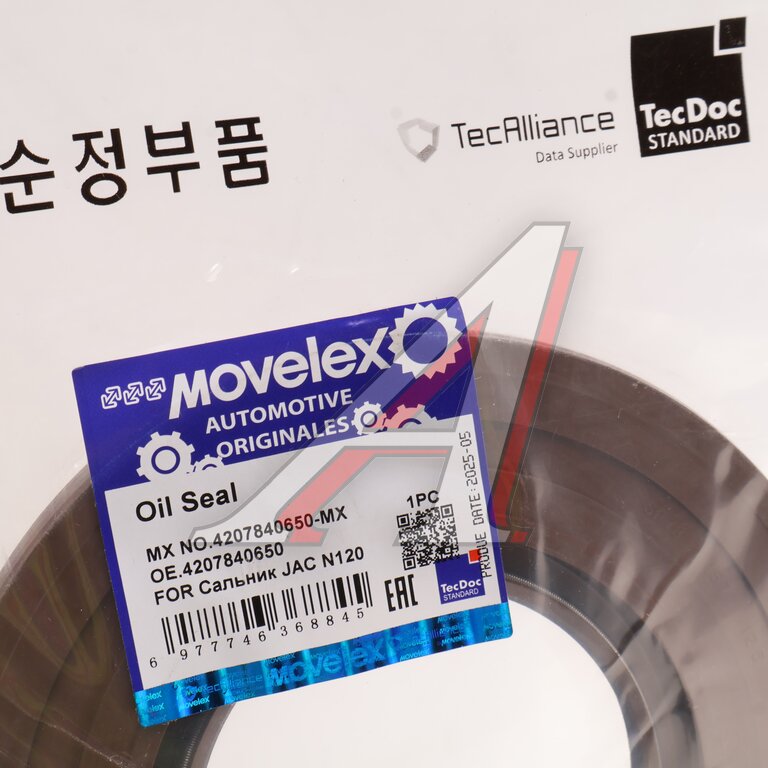 순정부품
TecAlliance
Data Supplier
TecDoc
STANDARD
Movelex
AUTOMOTIVE
ORIGINALES
Oil Seal
1PC
MX NO.4207840650-MX
OE.4207840650
FOR Сальник JAC N120
PRODUE DATE:2025-05
EAC
TecDoc
STANDARD
6 977746 368845
MOVELEX